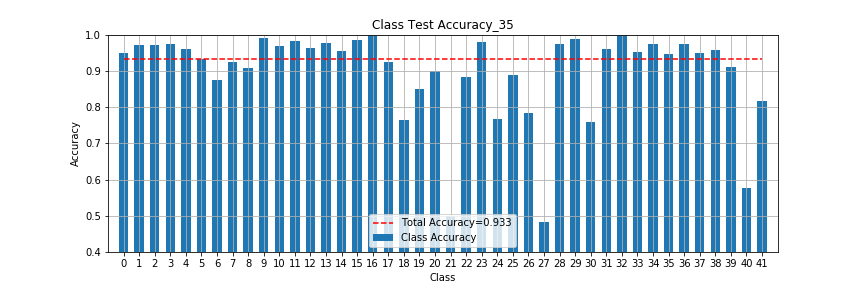 Class Test Accuracy_35
Accuracy
1.0
0.9
0.8
0.7
0.6
0.5
0.4
Total Accuracy=0.933
Class Accuracy
0 1 2 3 4 5 6 7 8 9 10 11 12 13 14 15 16 17 18 19 20 21 22 23 24 25 26 27 28 29 30 31 32 33 34 35 36 37 38 39 40 41
Class